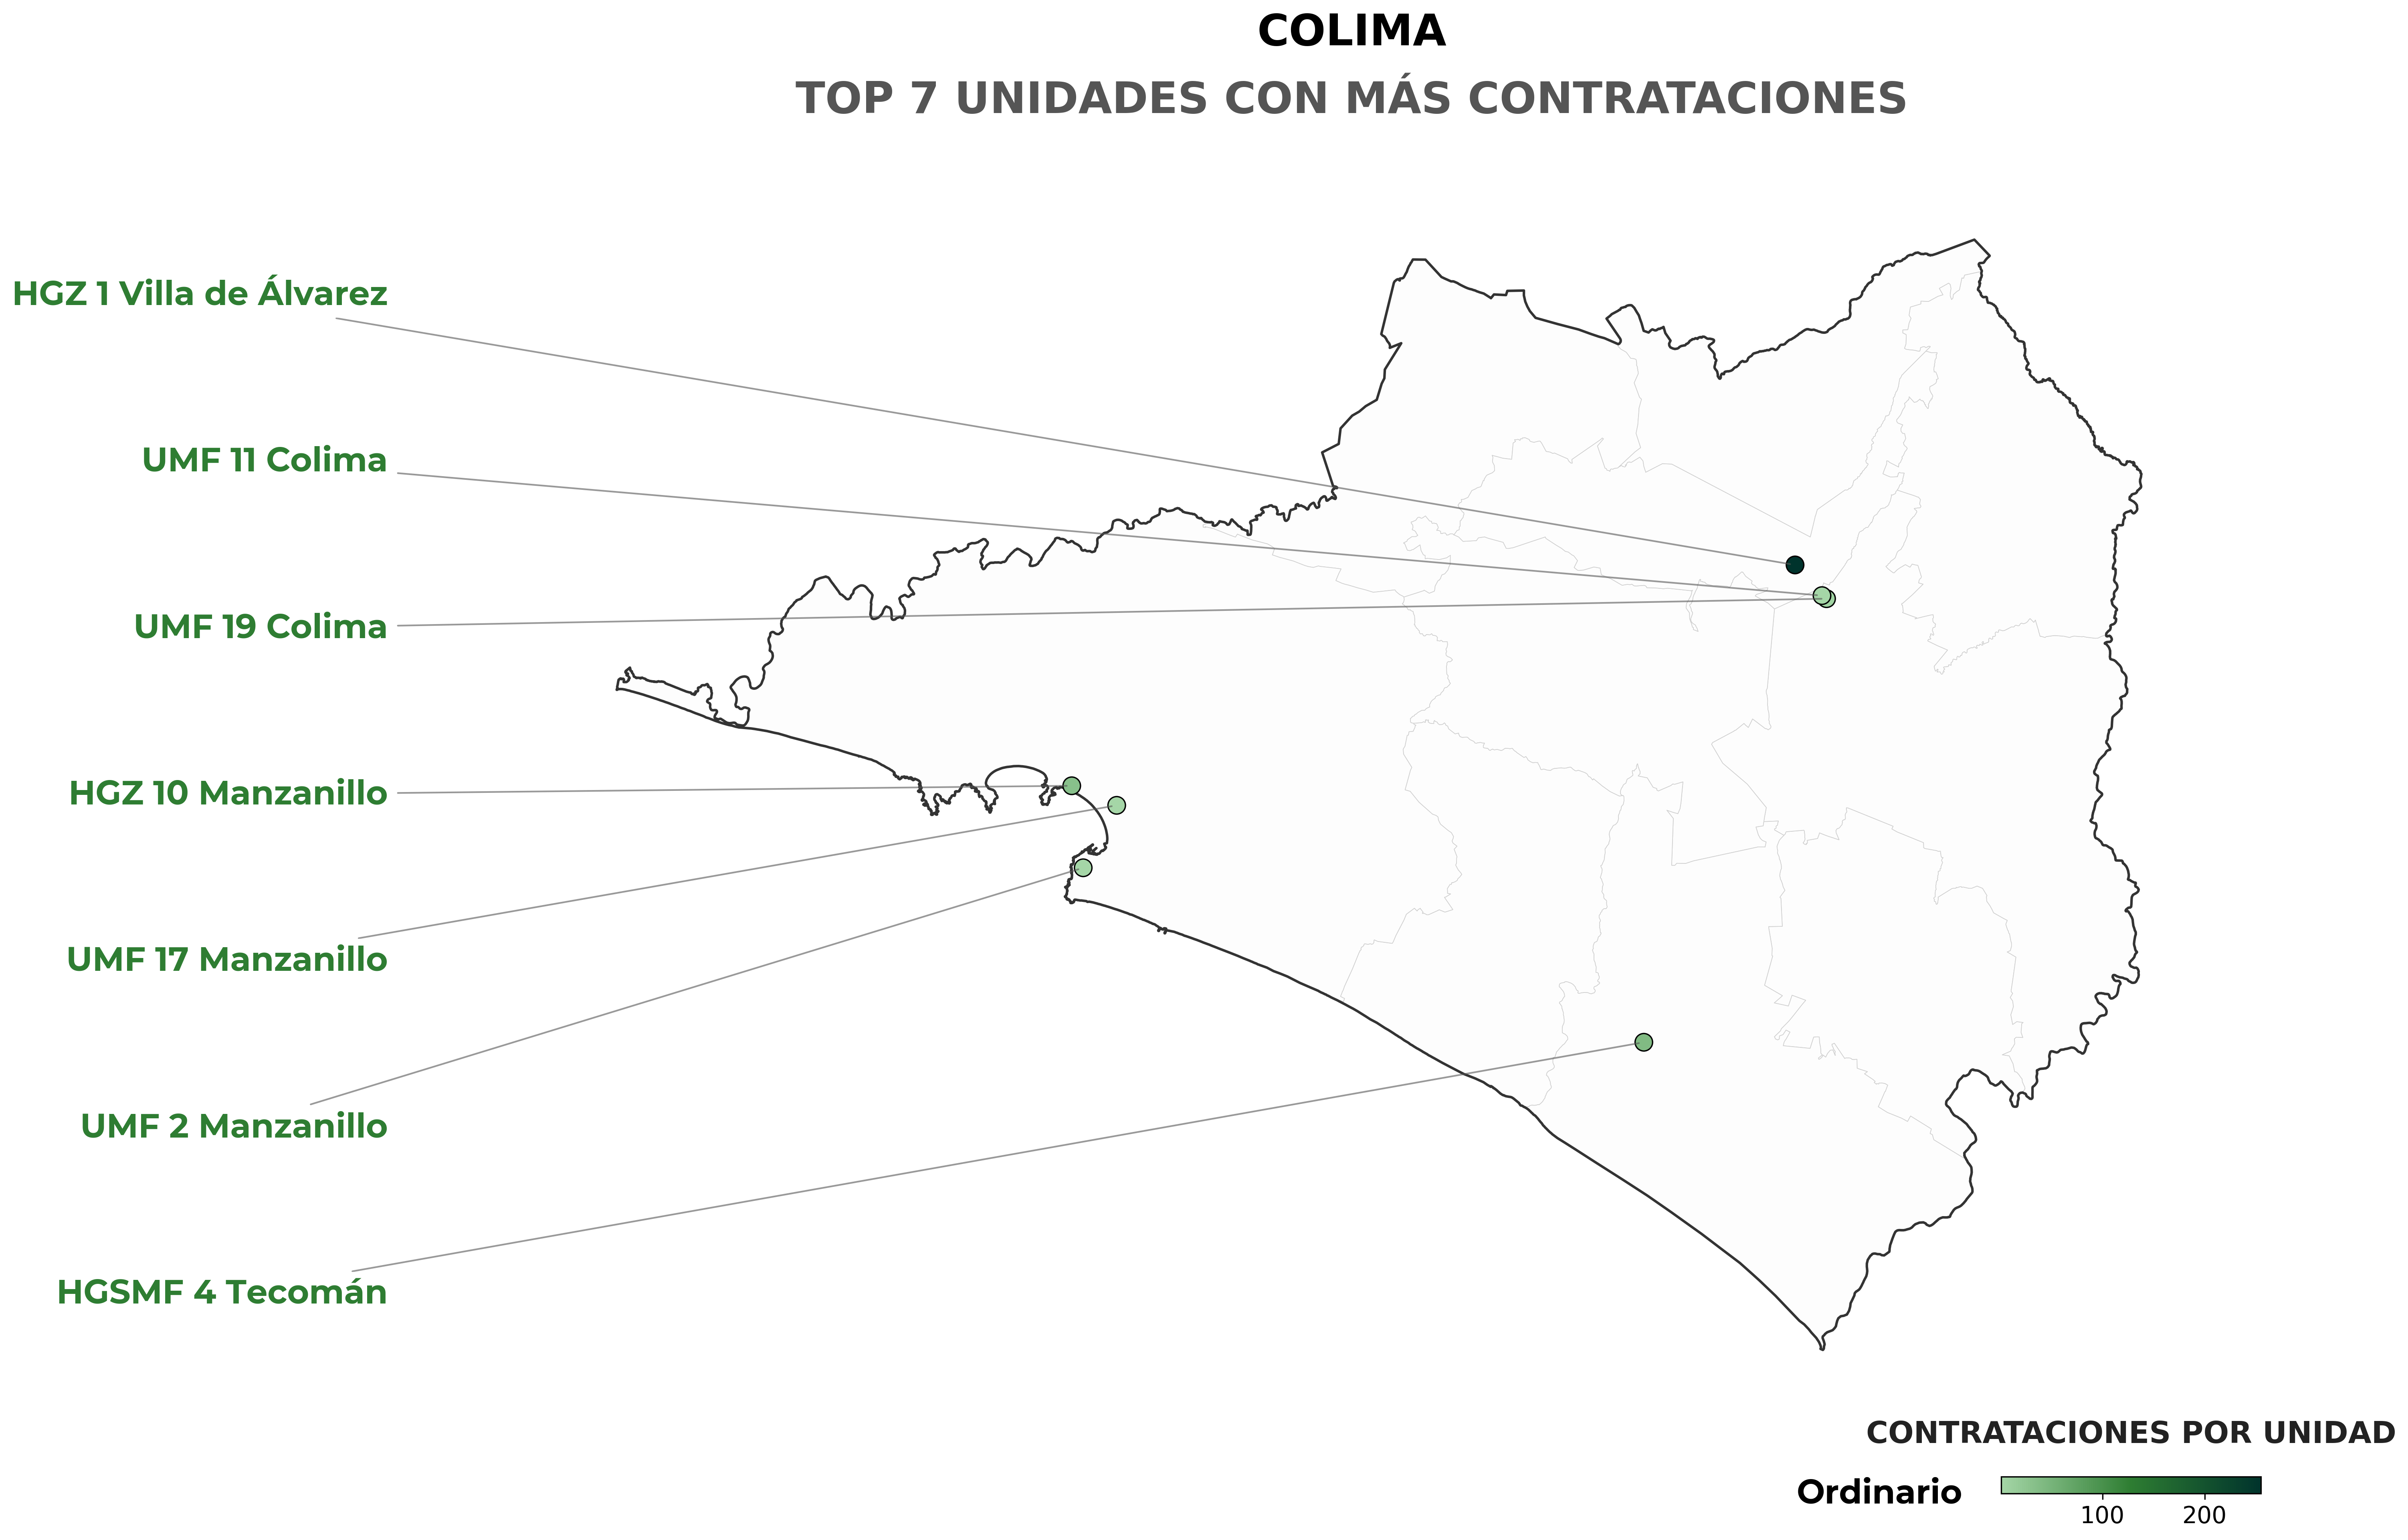 COLIMA
TOP 7 UNIDADES CON MÁS CONTRATACIONES
HGZ 1 Villa de Álvarez
UMF 11 Colima
UMF 19 Colima
HGZ 10 Manzanillo
UMF 17 Manzanillo
UMF 2 Manzanillo
HGSMF 4 Tecomán
CONTRATACIONES POR UNIDAD
Ordinario
100 200